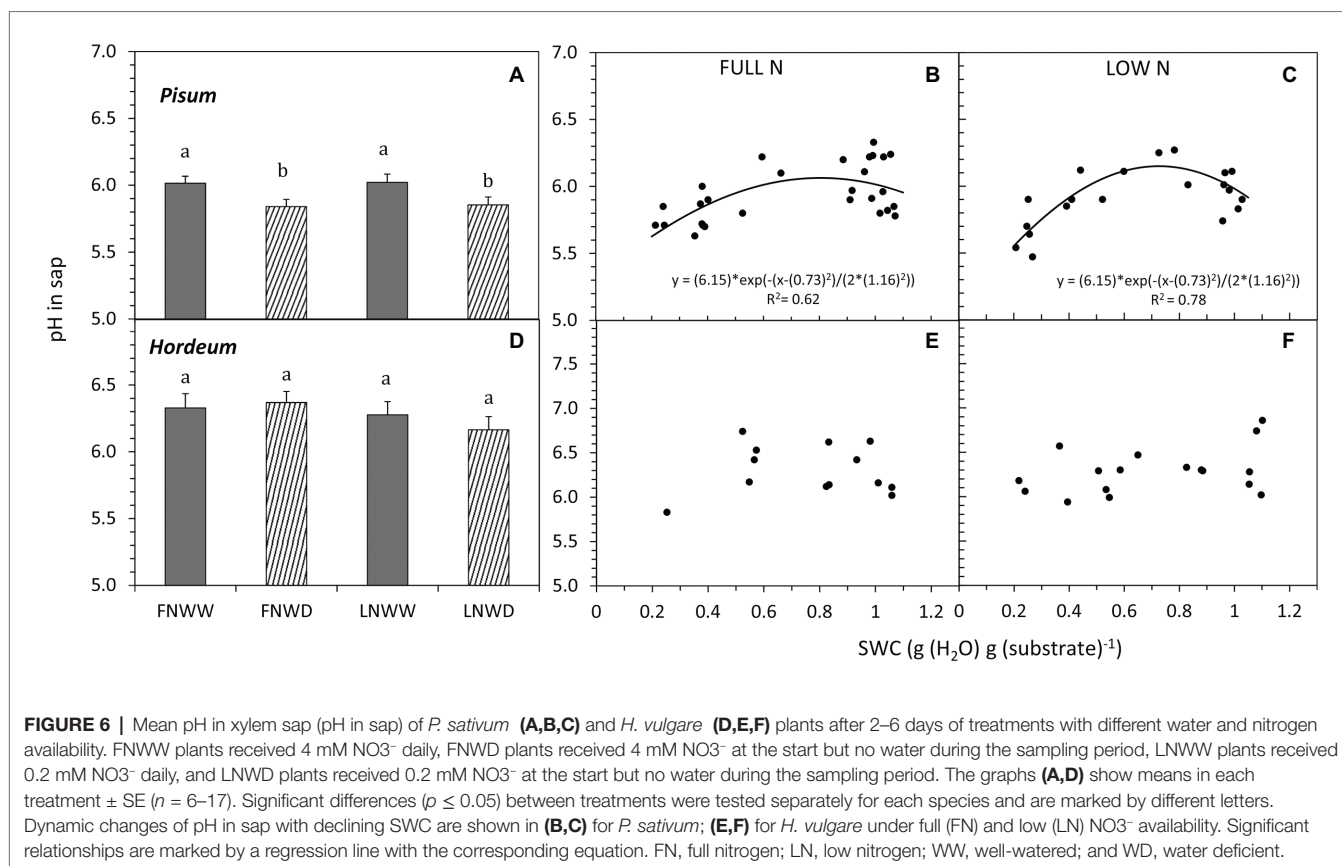 7.0
6.5
6.0
5.5
5.0
A
Pisum
a
b
a
b
pH in sap
7.0
6.5
6.0
5.5
5.0
FULL N
B
y = (6.15)*exp(-(x-(0.73)²)/(2*(1.16)²))
R² = 0.62
LOW N
C
y = (6.15)*exp(-(x-(0.73)²)/(2*(1.16)²))
R² = 0.78
6.5
6.0
5.5
5.0
Hordeum
D
a
a
a
a
FNWW
FNWD
LNWW
LNWD
7.5
7.0
6.5
6.0
5.5
5.0
E
F
0
0.2
0.4
0.6
0.8
1
1.2
0
0.2
0.4
0.6
0.8
1
1.2
SWC (g (H₂O) g (substrate)⁻¹
FIGURE 6 | Mean pH in xylem sap (pH in sap) of P. sativum (A,B,C) and H. vulgare (D,E,F) plants after 2–6 days of treatments with different water and nitrogen
availability. FNWW plants received 4 mM NO3⁻ daily, FNWD plants received 4 mM NO3⁻ at the start but no water during the sampling period, LNWW plants received
0.2 mM NO3⁻ daily, and LNWD plants received 0.2 mM NO3⁻ at the start but no water during the sampling period. The graphs (A,D) show means in each
treatment ± SE (n = 6–17). Significant differences (p ≤ 0.05) between treatments were tested separately for each species and are marked by different letters.
Dynamic changes of pH in sap with declining SWC are shown in (B,C) for P. sativum; (E,F) for H. vulgare under full (FN) and low (LN) NO3⁻ availability. Significant
relationships are marked by a regression line with the corresponding equation. FN, full nitrogen; LN, low nitrogen; WW, well-watered; and WD, water deficient.